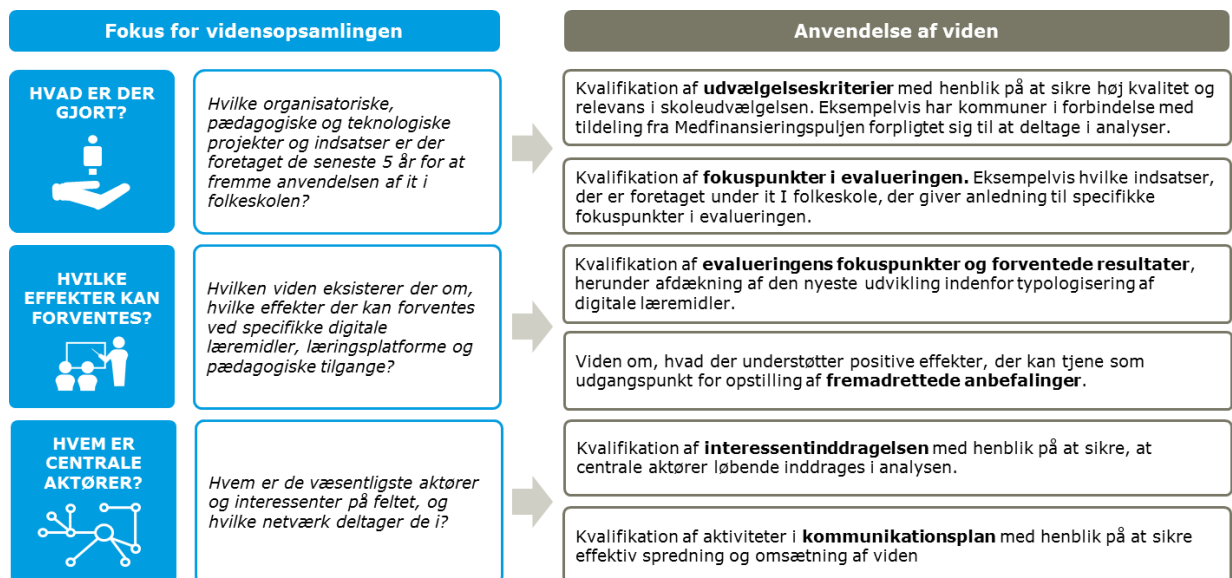 Fokus for vidensopsamlingen
Anvendelse af viden
HVAD ER DER
GJORT?
Hvilke organisatoriske,
pædagogiske og teknologiske
projekter og indsatser er der
foretaget de seneste 5 år for at
fremme anvendelsen af it i
folkeskolen?
Kvalifikation af udvælgelseskriterier med henblik på at sikre høj kvalitet og
relevans i skoleudvælgelsen. Eksempelvis har kommuner i forbindelse med
tildeling fra Medfinansieringspuljen forpligtet sig til at deltage i analyser.
Kvalifikation af fokuspunkter i evalueringen. Eksempelvis hvilke indsatser,
der er foretaget under it I folkeskole, der giver anledning til specifikke
fokuspunkter i evalueringen.
HVILKE
EFFEKTER KAN
FORVENTES?
Hvilken viden eksisterer der om,
hvilke effekter der kan forventes
ved specifikke digitale
læremidler, læringsplatforme og
pædagogiske tilgange?
Kvalifikation af evalueringens fokuspunkter og forventede resultater,
herunder afdækning af den nyeste udvikling indenfor typologisering af
digitale læremidler.
Viden om, hvad der understøtter positive effekter, der kan tjene som
udgangspunkt for opstilling af fremadrettede anbefalinger.
HVEM ER
CENTRALE
AKTØRER?
Hvem er de væsentligste aktører
og interessenter på feltet, og
hvilke netværk deltager de i?
Kvalifikation af interessentinddragelsen med henblik på at sikre, at
centrale aktører løbende inddrages i analysen.
Kvalifikation af aktiviteter i kommunikationsplan med henblik på at sikre
effektiv spredning og omsætning af viden